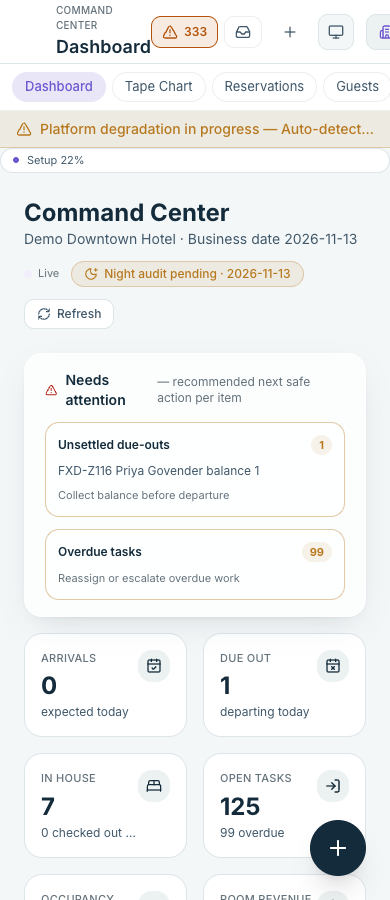 COMMAND
CENTER
Dashboard
333
Dashboard
Tape Chart
Reservations
Guests
Platform degradation in progress — Auto-detect...
Setup 22%
Command Center
Demo Downtown Hotel · Business date 2026-11-13
Live
Night audit pending · 2026-11-13
Refresh
Needs
attention
— recommended next safe
action per item
Unsettled due-outs
1
FXD-Z116 Priya Govender balance 1
Collect balance before departure
Overdue tasks
99
Reassign or escalate overdue work
ARRIVALS
0
expected today
DUE OUT
1
departing today
IN HOUSE
7
0 checked out ...
OPEN TASKS
125
99 overdue
OCCUPANCY
ROOM REVENUE